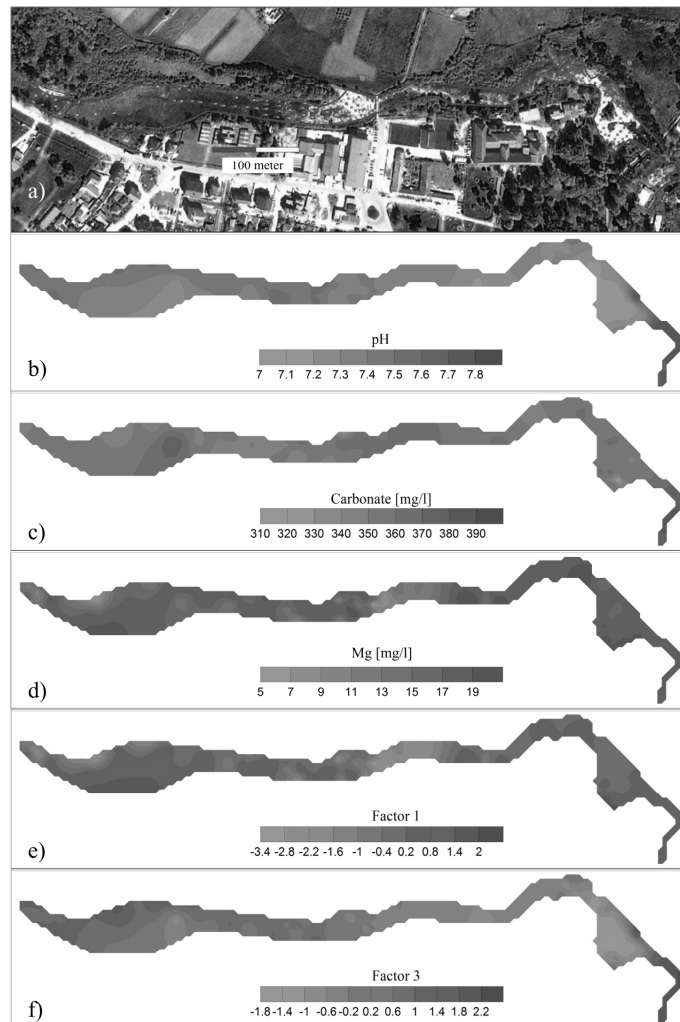 100 meter
a)
pH
7 7.1 7.2 7.3 7.4 7.5 7.6 7.7 7.8
b)
Carbonate [mg/l]
310 320 330 340 350 360 370 380 390
c)
Mg [mg/l]
5 7 9 11 13 15 17 19
d)
Factor 1
-3.4 -2.8 -2.2 -1.6 -1 -0.4 0.2 0.8 1.4 2
e)
Factor 3
-1.8 -1.4 -1 -0.6 -0.2 0.2 0.6 1 1.4 1.8 2.2
f)